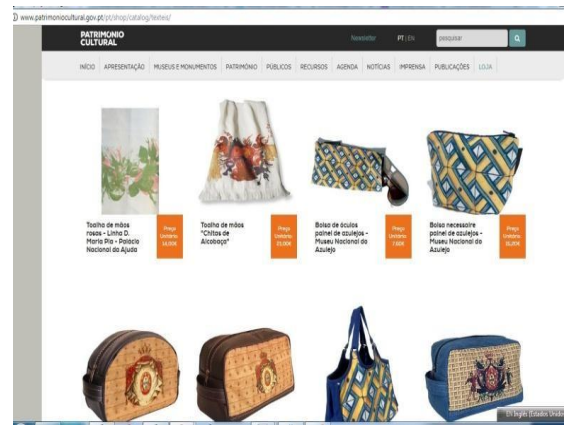 www.patrimoniocultural.gov.pt/pt/shop/catalog/textes/
PATRIMÓNIO
CULTURAL
Newsletter PT | EN pesquisar
INÍCIO APRESENTAÇÃO MUSEUS E MONUMENTOS PATRIMÓNIO PÚBLICOS RECURSOS AGENDA NOTÍCIAS IMPRENSA PUBLICAÇÕES LOJA
Toalha de mãos
rosas - Linha D.
Maria Pia - Palácio
Nacional da Ajuda
Preço
Unitário
Toalha de mãos
"Chitas de
Alcobaça"
Preço
Unitário
Bolsa de óculos
painel de azulejos -
Museu Nacional do
Azulejo
Preço
Unitário
Bolsa necessaire
painel de azulejos -
Museu Nacional do
Azulejo
Preço
Unitário
EN Inglês (Estados Unido